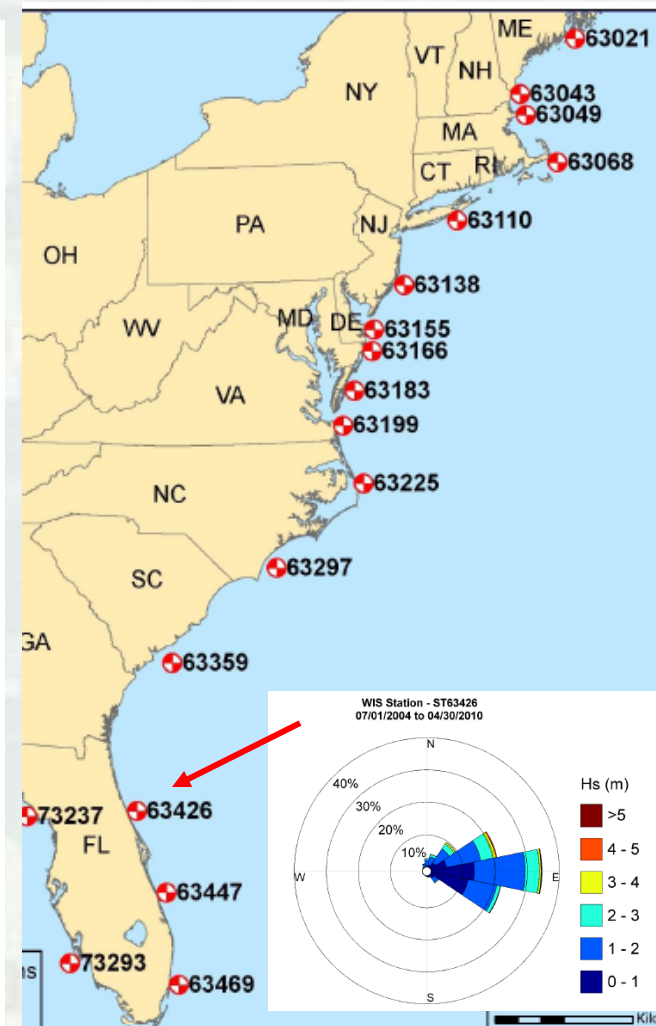 ME
63021
VT
NH
63043
NY
63049
MA
63068
CT
RI
63110
PA
NJ
OH
63138
MD
DE
63155
WV
63166
VA
63183
63199
NC
63225
63297
SC
GA
63359
WIS Station - ST63426
07/01/2004 to 04/30/2010
N
40%
30%
20%
10%
W
E
S
Hs (m)
>5
4 - 5
3 - 4
2 - 3
1 - 2
0 - 1
73237
63426
FL
63447
73293
63469